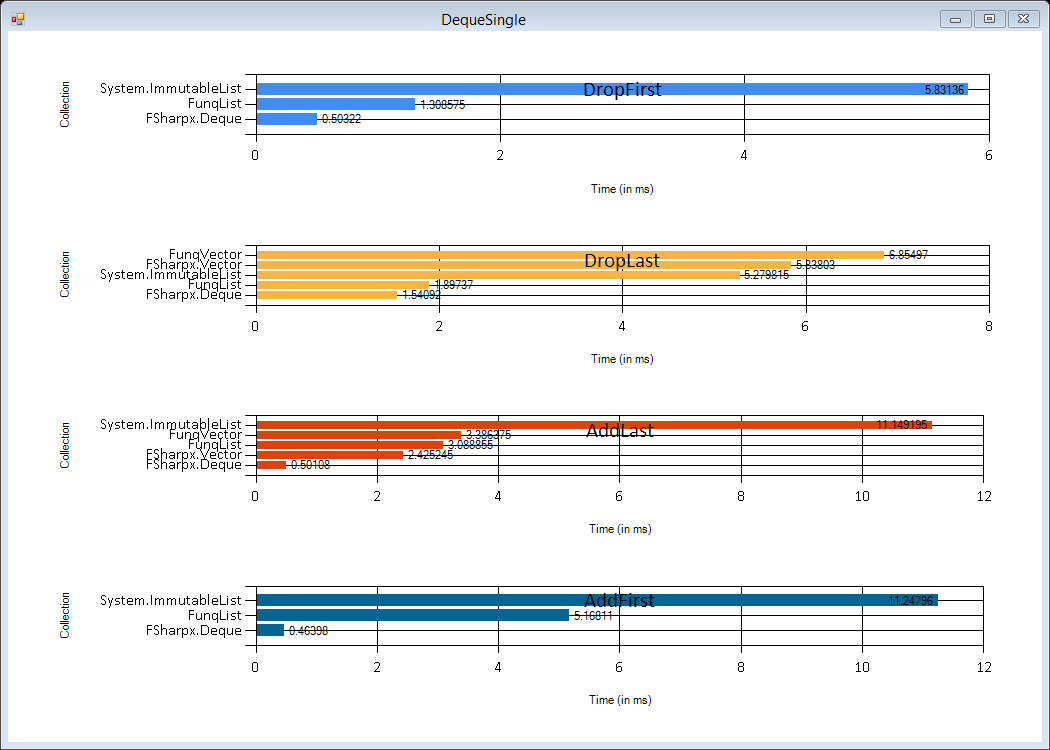 DequeSingle
Collection
DropFirst
System.ImmutableList 5.83136
FunqList 1.308575
FSharpx.Deque 0.50322
0 2 4 6
Time (in ms)
Collection
DropLast
FunqVector 6.85497
FSharpx.Vector 5.83803
System.ImmutableList 5.279815
FunqList 1.89737
FSharpx.Deque 1.54092
0 2 4 6 8
Time (in ms)
Collection
AddLast
System.ImmutableList 11.149195
FunqVector 3.386375
FunqList 3.088855
FSharpx.Vector 2.425245
FSharpx.Deque 0.50108
0 2 4 6 8 10 12
Time (in ms)
Collection
AddFirst
System.ImmutableList 11.24796
FunqList 5.16811
FSharpx.Deque 0.46398
0 2 4 6 8 10 12
Time (in ms)